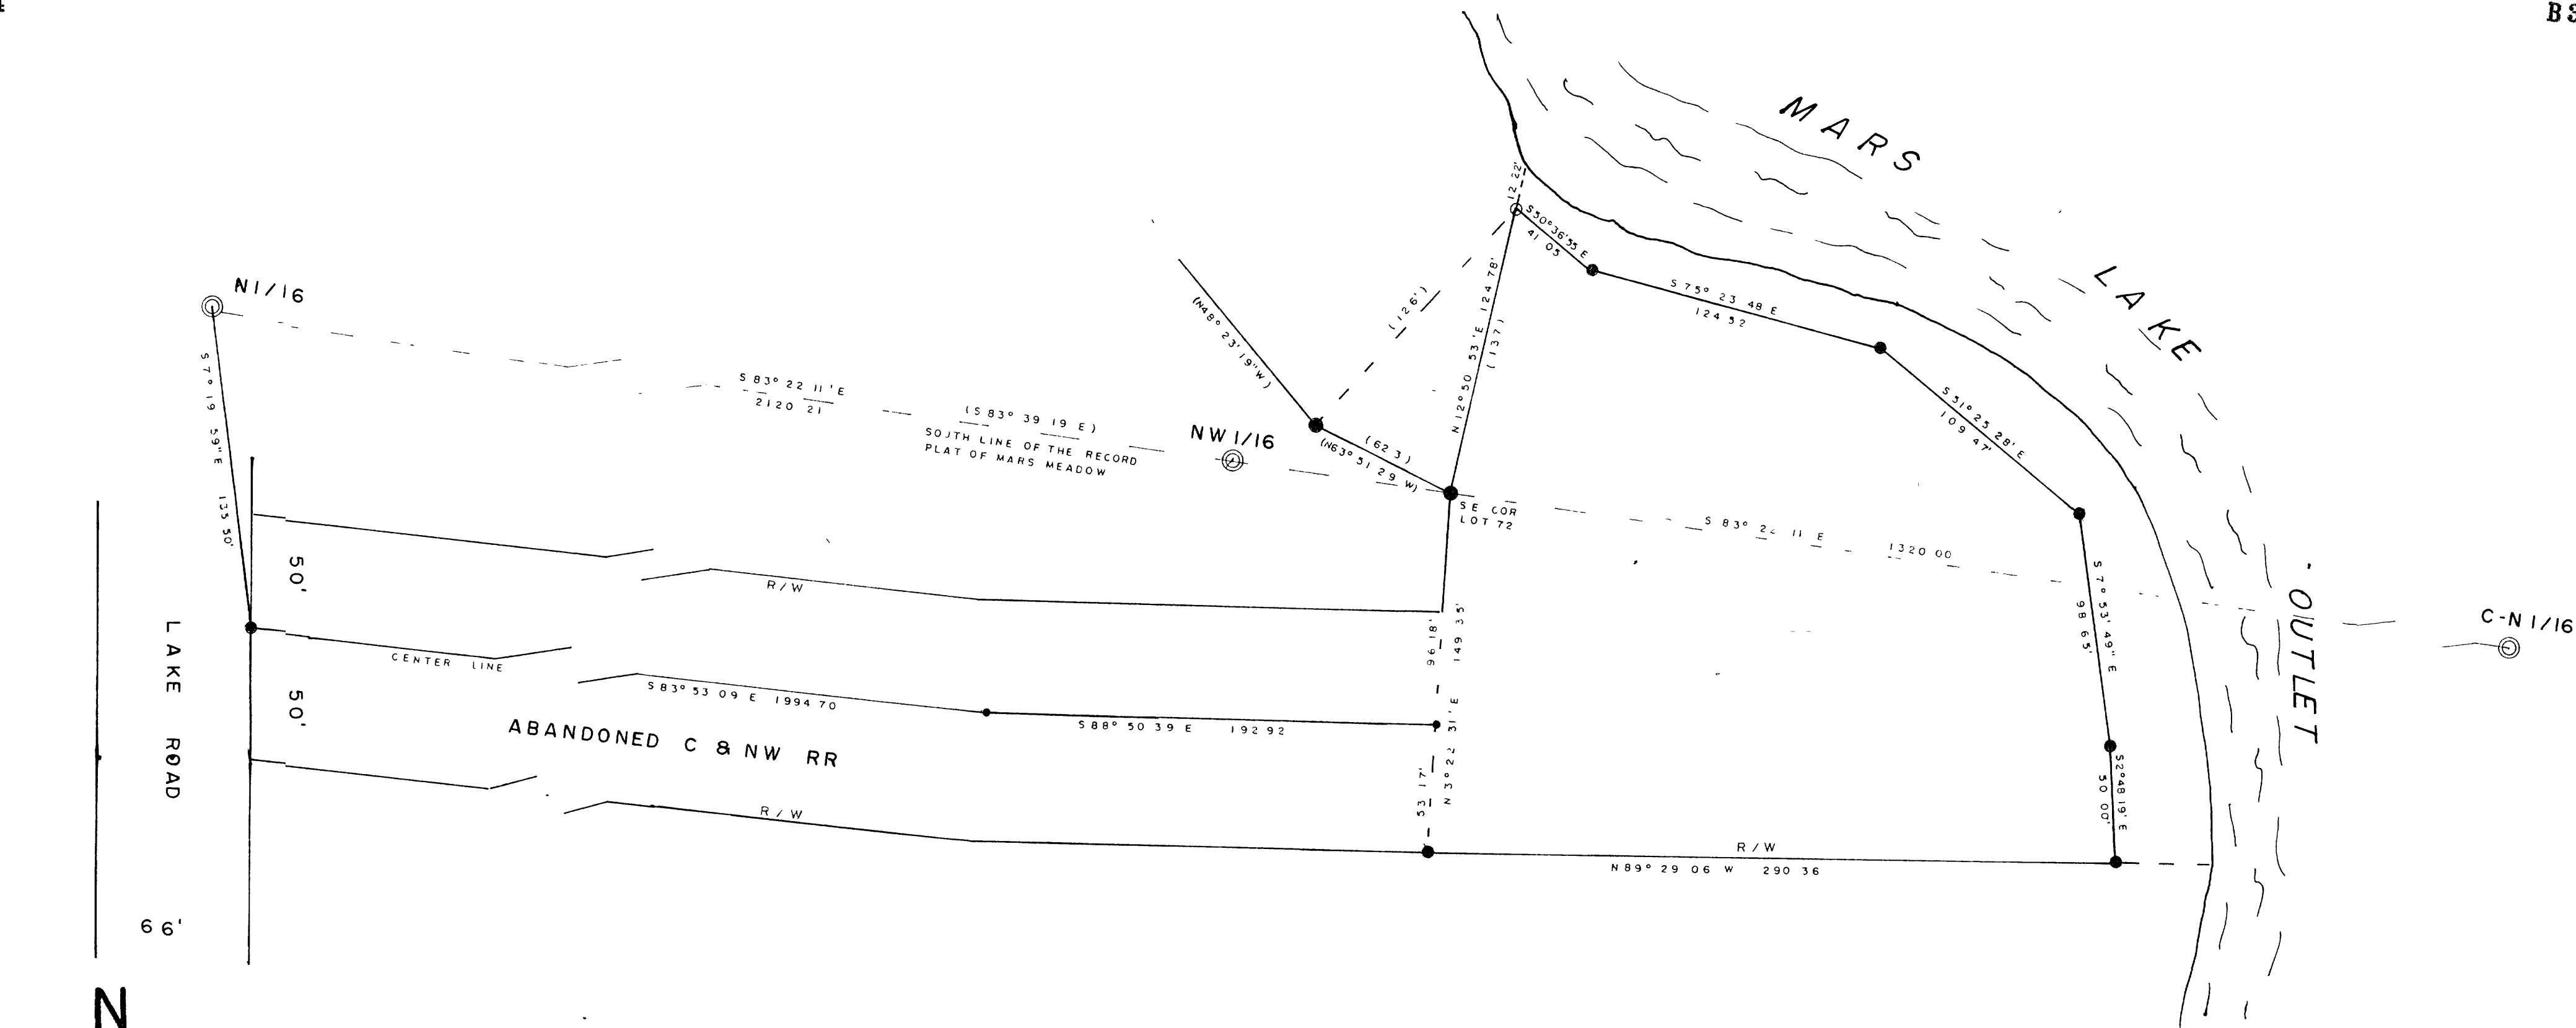 B3
MARS
LAKE
OUTLET
12 22'
S 50° 36' 55 E
41 05
S 75° 23 48 E
124 52
S 51° 25 28' E
109 47'
S 7° 53' 49" E
98 65'
S2° 48 19' E
50 00'
N 12° 50 53' E 124 78'
(137)
(126')
(N48° 23' 19" W)
(62 3)
(N63° 51 29 W)
N1/16
S 7° 19 59" E 135 50'
S 83° 22 11' E
2120 21
(S 83° 39 19 E)
SOUTH LINE OF THE RECORD
PLAT OF MARS MEADOW
NW 1/16
SE COR
LOT 72
S 83° 22 11 E 1320 00
C-N 1/16
50'
50'
R/W
CENTER LINE
S 83° 53 09 E 1994 70
S 88° 50 39 E 192 92
ABANDONED C & NW RR
R/W
96 18'
53 17'
N 3° 22 31' E 149 35'
R/W
N 89° 29 06 W 290 36
LAKE ROAD
66'
N